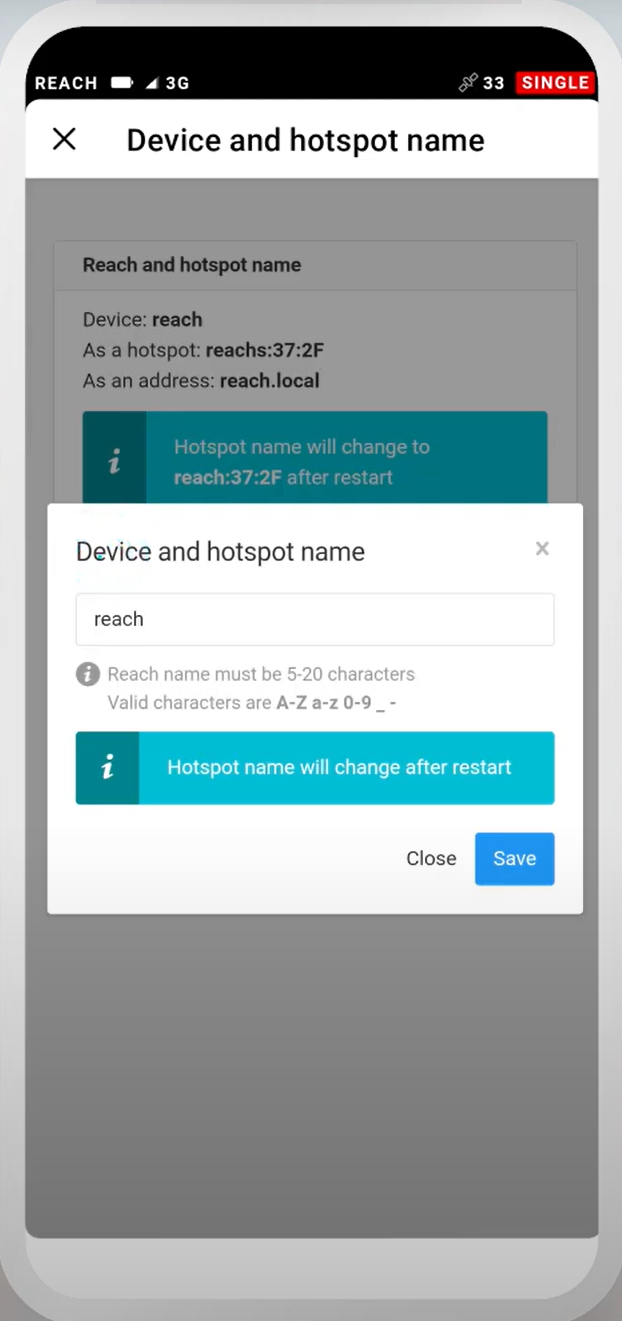 REACH 3G 33 SINGLE
Device and hotspot name
Reach and hotspot name
Device: reach
As a hotspot: reachs:37:2F
As an address: reach.local
Hotspot name will change to
reach:37:2F after restart
Device and hotspot name
reach
Reach name must be 5-20 characters
Valid characters are A-Z a-z 0-9 _ -
Hotspot name will change after restart
Close Save